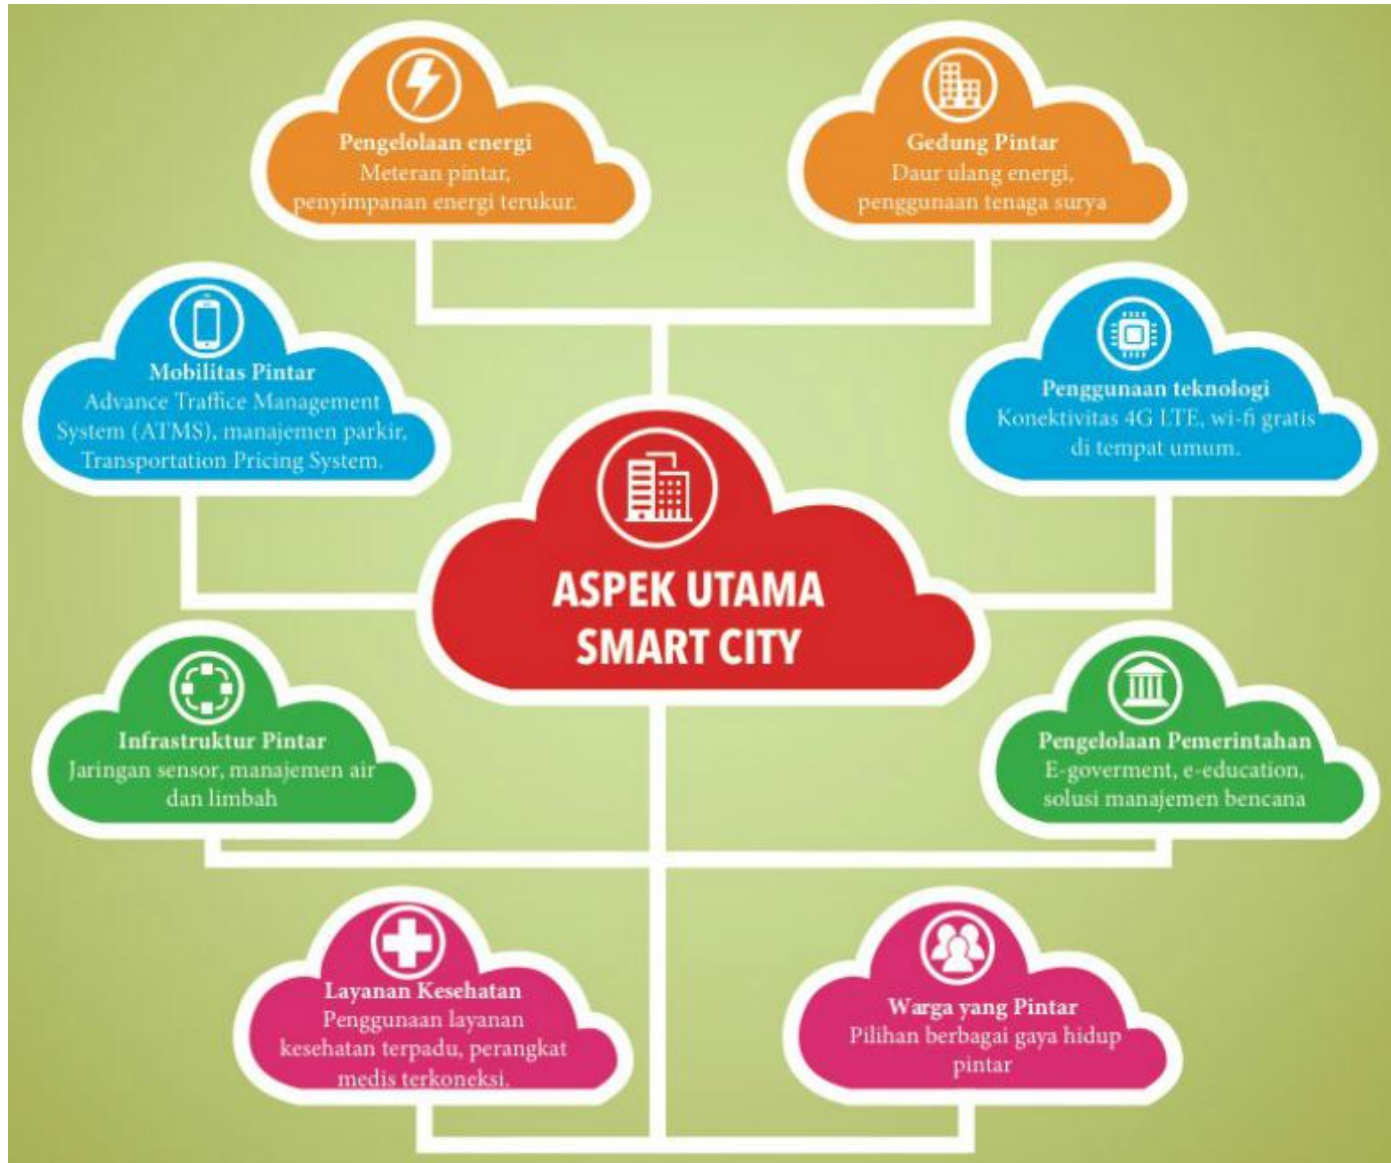 Pengelolaan energi
Meteran pintar,
penyimpanan energi terukur.
Gedung Pintar
Daur ulang energi,
penggunaan tenaga surya
Mobilitas Pintar
Advance Traffice Management
System (ATMS), manajemen parkir,
Transportation Pricing System.
Penggunaan teknologi
Konektivitas 4G LTE, wi-fi gratis
di tempat umum.
ASPEK UTAMA
SMART CITY
Infrastruktur Pintar
Jaringan sensor, manajemen air
dan limbah
Pengelolaan Pemerintahan
E-goverment, e-education,
solusi manajemen bencana
Layanan Kesehatan
Penggunaan layanan
kesehatan terpadu, perangkat
medis terkoneksi.
Warga yang Pintar
Pilihan berbagai gaya hidup
pintar